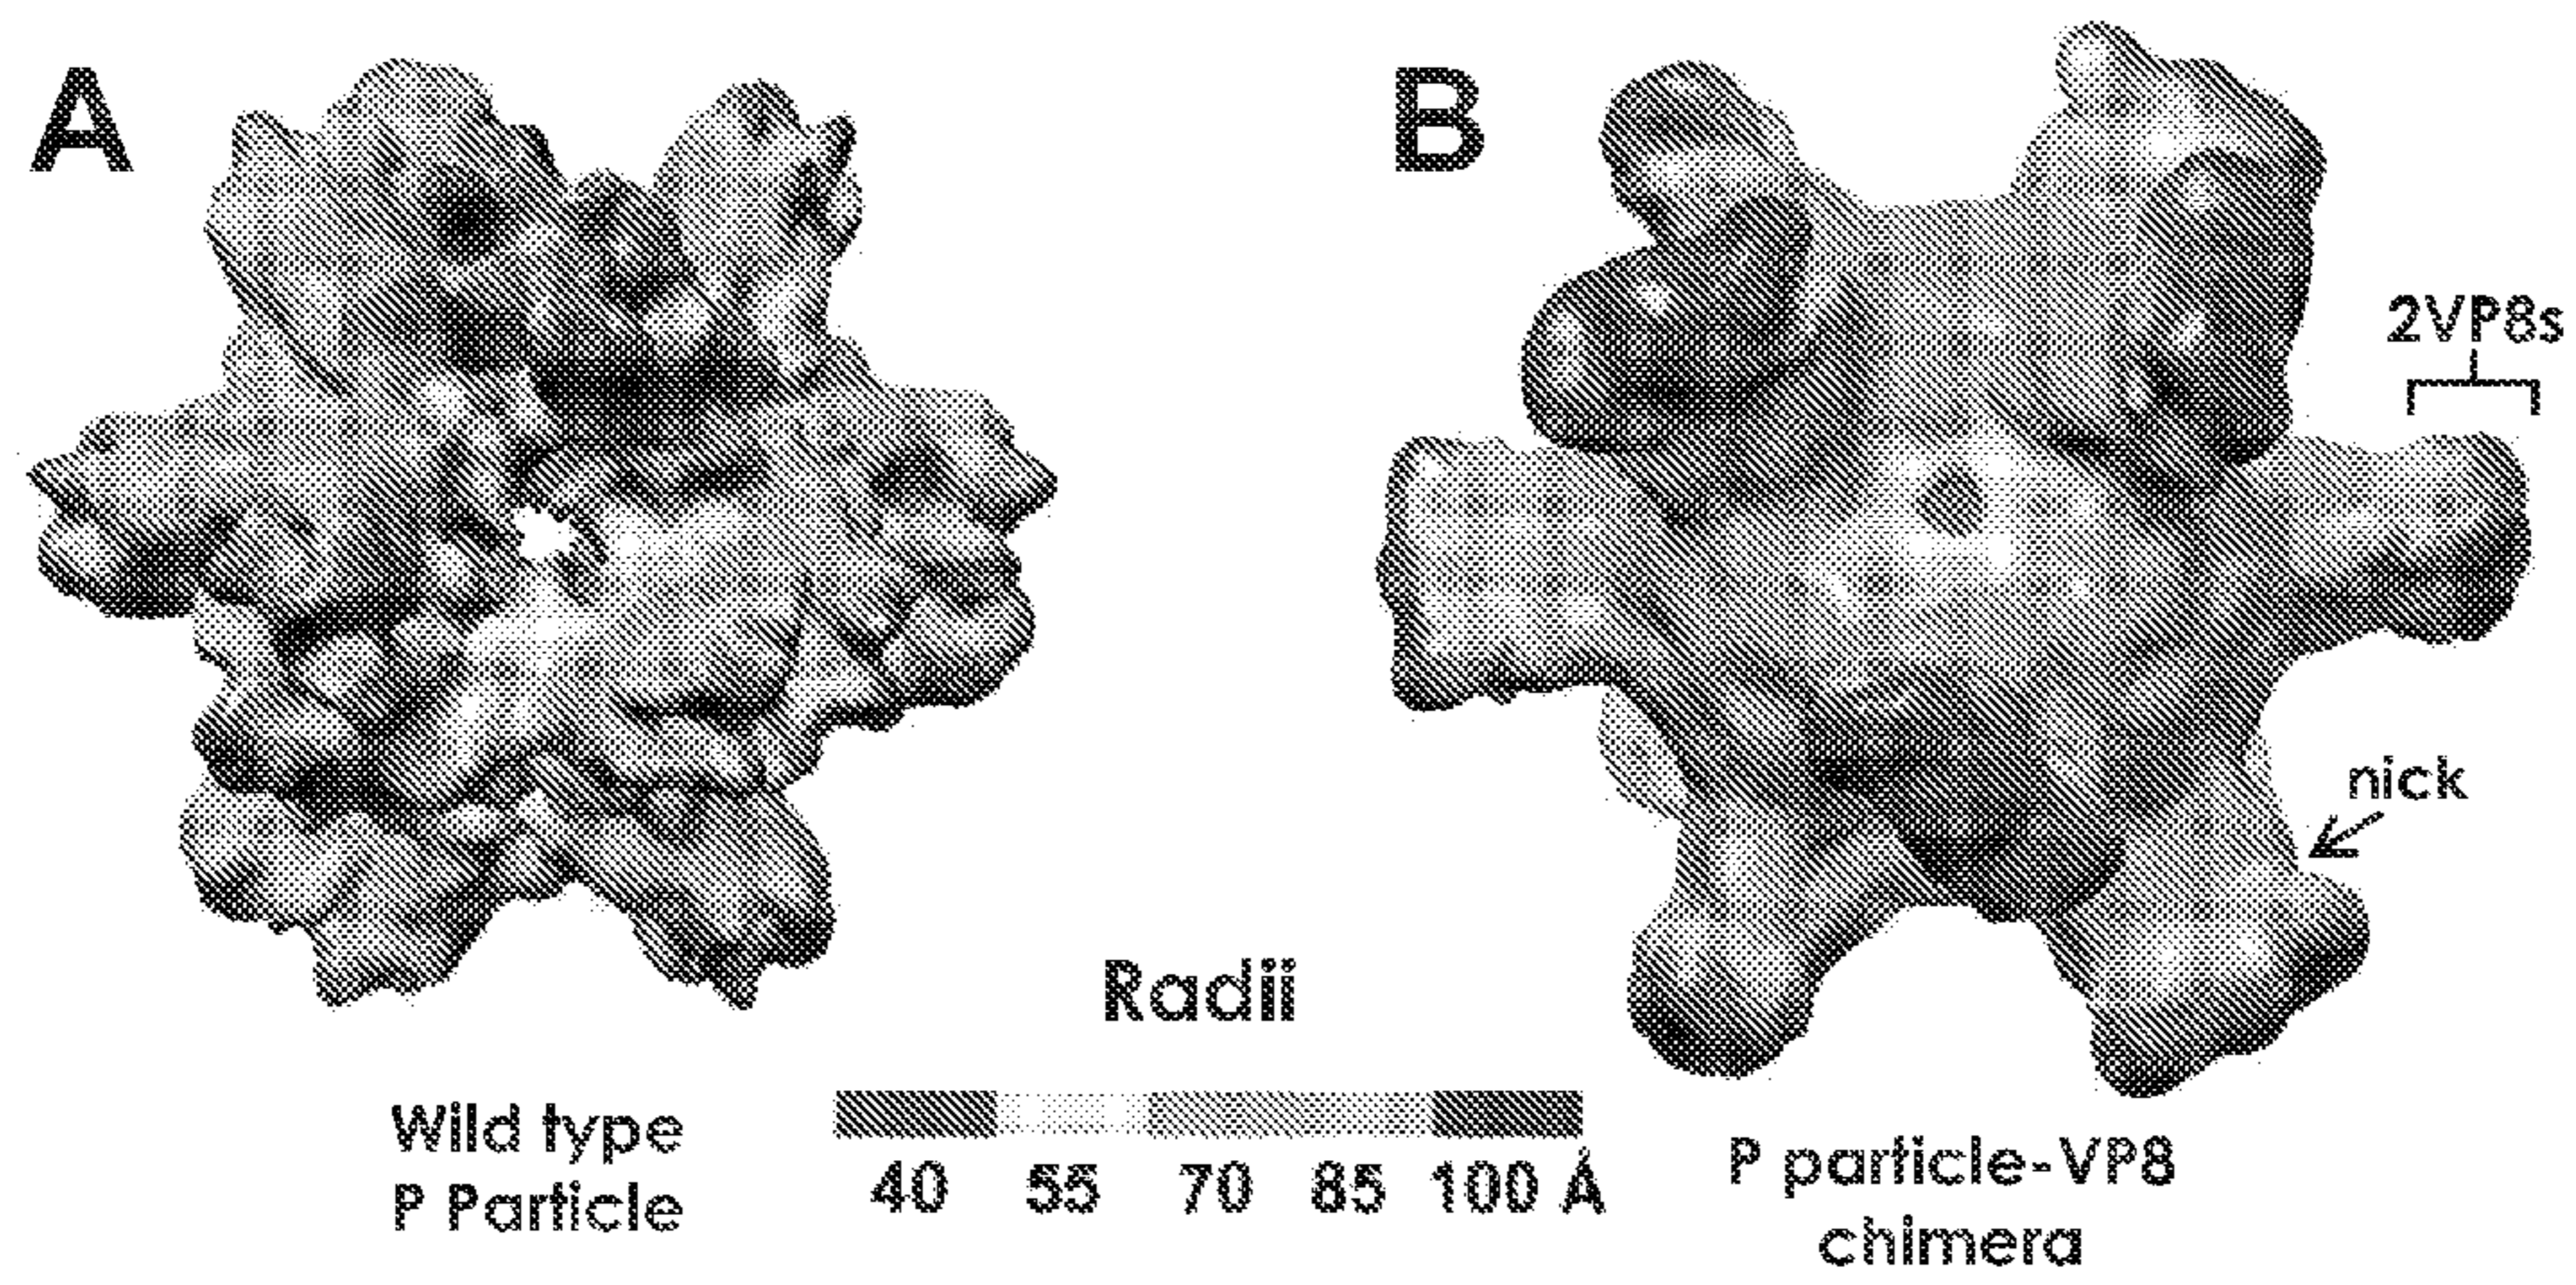 A
B
2VP8s
nick
Radii
40 55 70 85 100 Å
Wild type
P Particle
P particle-VP8
chimera